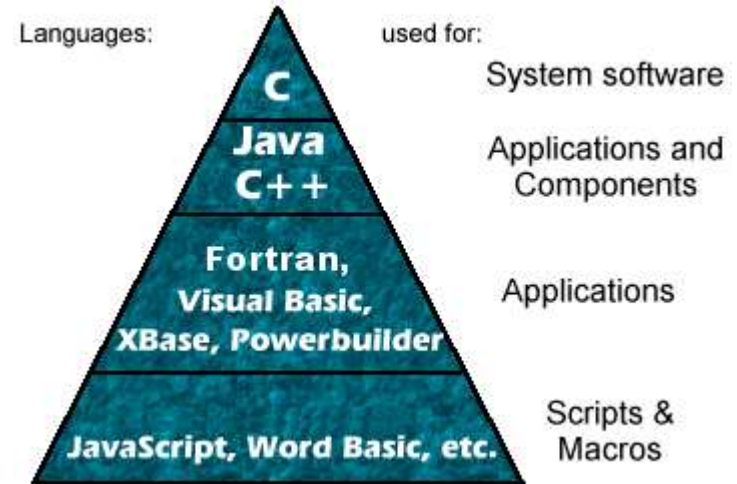 Languages:
used for:
C
System software
Java
C++
Applications and
Components
Fortran,
Visual Basic,
XBase, Powerbuilder
Applications
JavaScript, Word Basic, etc.
Scripts &
Macros